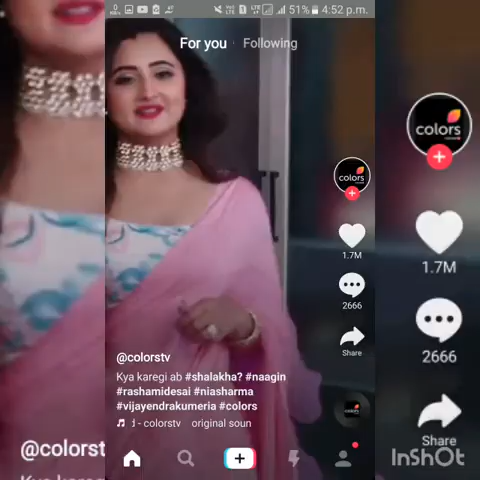 51% 4:52 p.m.
For you Following
colors
1.7M
2666
Share
@colorstv
Kya karegi ab #shalakha? #naagin
#rashamidesai #niasharma
#vijayendrakumeria #colors
- colorstv original soun
colors
1.7M
2666
Share
@colorst
InShOt